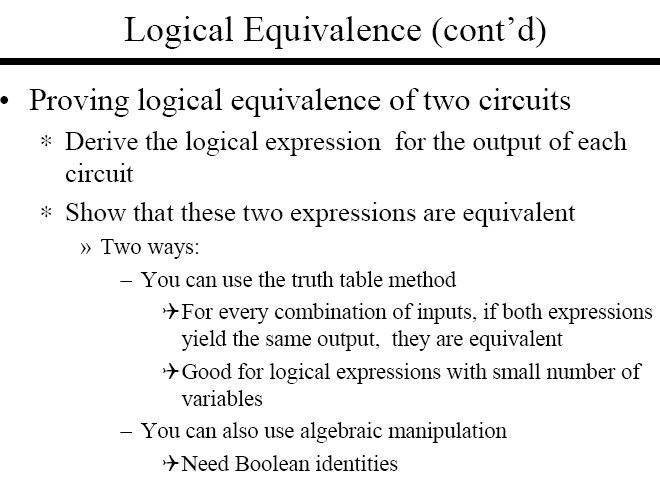 Logical Equivalence (cont’d)
• Proving logical equivalence of two circuits
* Derive the logical expression for the output of each
circuit
* Show that these two expressions are equivalent
» Two ways:
– You can use the truth table method
✈For every combination of inputs, if both expressions
yield the same output, they are equivalent
✈Good for logical expressions with small number of
variables
– You can also use algebraic manipulation
✈Need Boolean identities